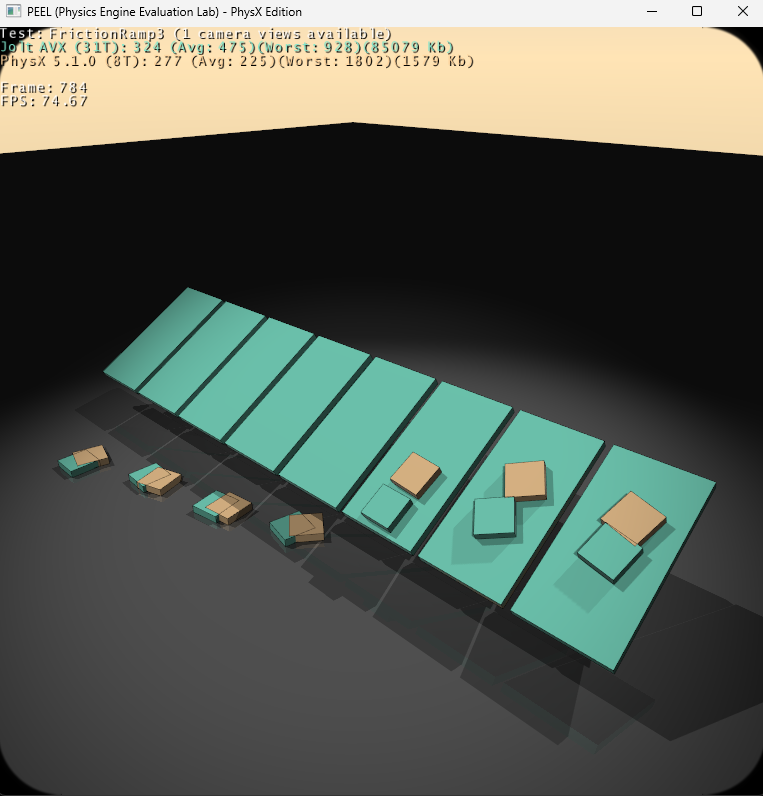 PEEL (Physics Engine Evaluation Lab) - PhysX Edition
Test: FrictionRamp3 (1 camera views available)
Jolt AVX (31T): 324 (Avg: 475)(Worst: 928)(85079 Kb)
PhysX 5.1.0 (8T): 277 (Avg: 225)(Worst: 1802)(1579 Kb)
Frame: 784
FPS: 74.67